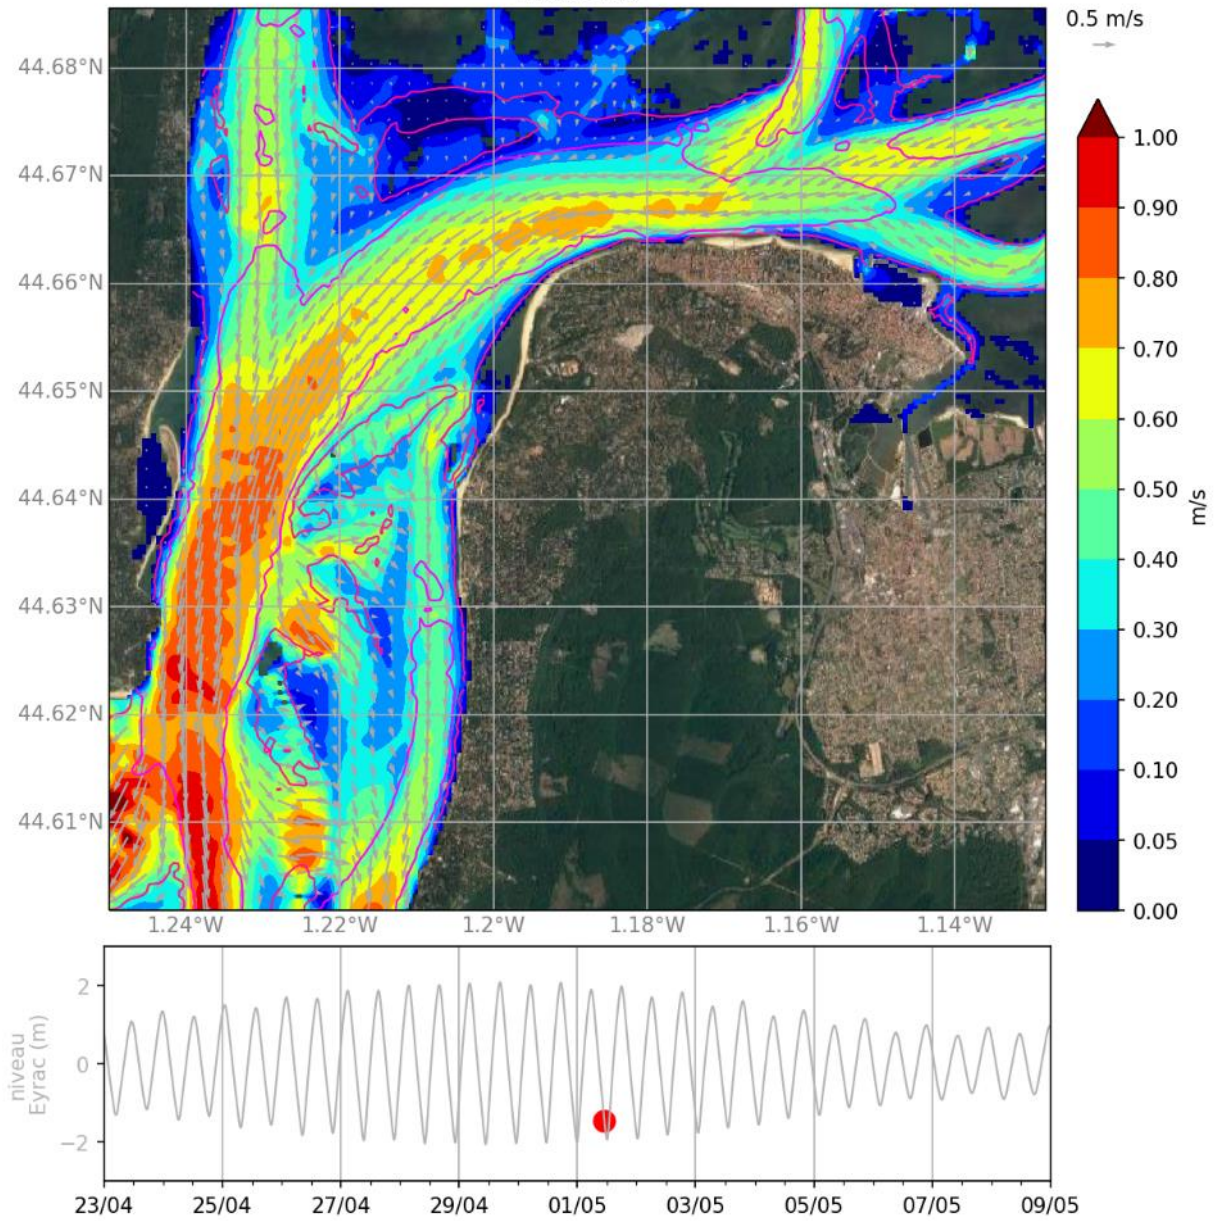 0.5 m/s
44.68°N
44.67°N
44.66°N
44.65°N
44.64°N
44.63°N
44.62°N
44.61°N
1.24°W 1.22°W 1.2°W 1.18°W 1.16°W 1.14°W
1.00
0.90
0.80
0.70
0.60
0.50
0.40
0.30
0.20
0.10
0.05
0.00
m/s
niveau
Eyrac (m)
2
0
−2
23/04 25/04 27/04 29/04 01/05 03/05 05/05 07/05 09/05